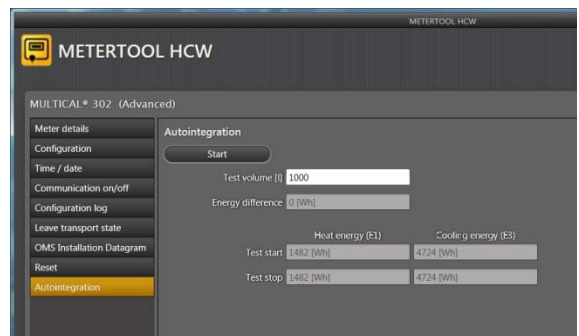 METERTOOL HCW
METERTOOL HCW
MULTICAL® 302 (Advanced)
Meter details
Configuration
Time / date
Communication on/off
Configuration log
Leave transport state
OMS Installation Datagram
Reset
Autointegration
Autointegration
Start
Test volume [l] 1000
Energy difference 0 [Wh]
Heat energy (E1) Cooling energy (E3)
Test start 1482 [Wh] 4724 [Wh]
Test stop 1482 [Wh] 4724 [Wh]